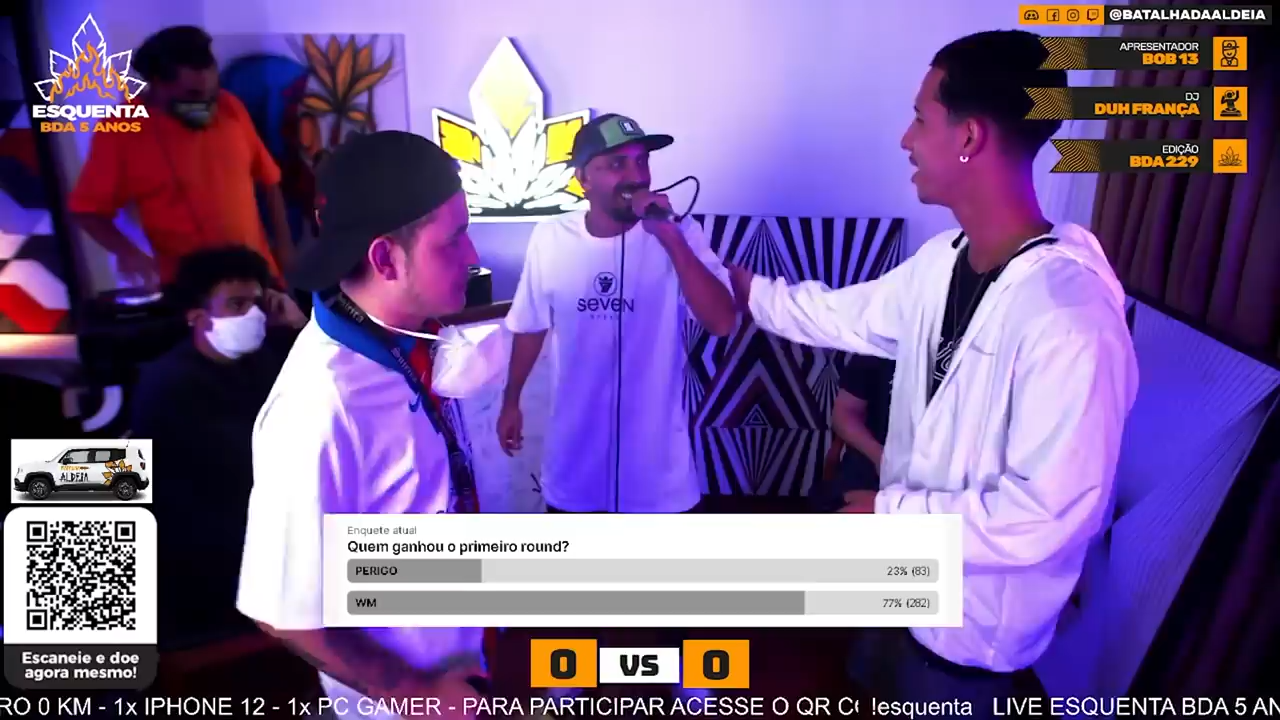 @BATALHADAALDEIA
ESQUENTA
BDA 5 ANOS
APRESENTADOR
BOB 13
DJ
DUH FRANÇA
EDIÇÃO
BDA 229
SEVEN
ALDEIA
Escaneie e doe
agora mesmo!
Enquete atual
Quem ganhou o primeiro round?
PERIGO 23% (83)
WM 77% (282)
0 VS 0
RO 0 KM - 1x IPHONE 12 - 1x PC GAMER - PARA PARTICIPAR ACESSE O QR !esquenta LIVE ESQUENTA BDA 5 AN